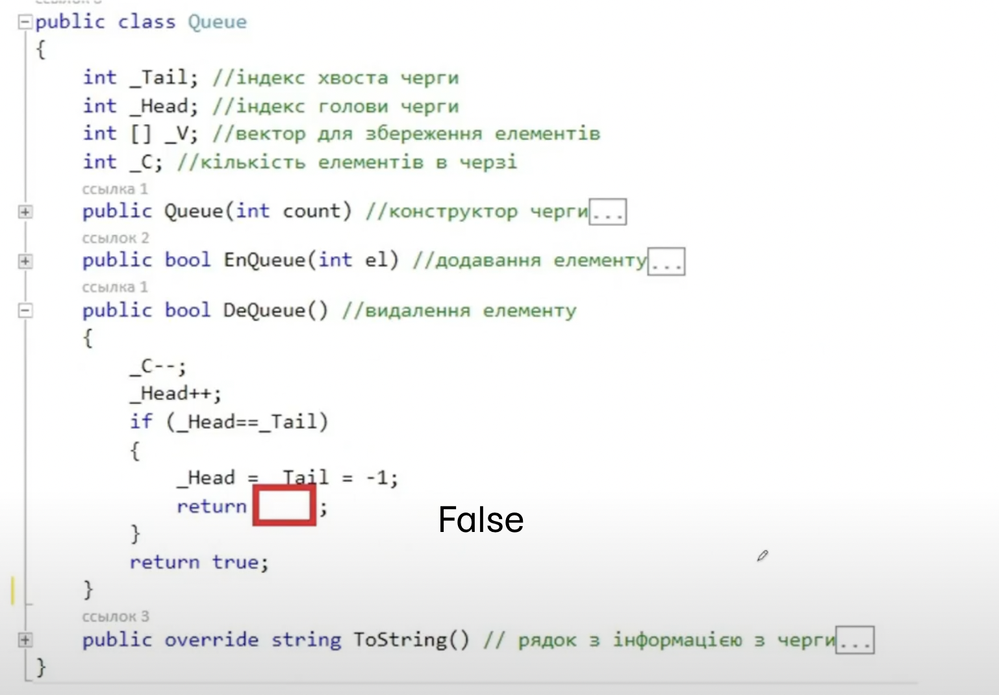 public class Queue
{
int _Tail; //індекс хвоста черги
int _Head; //індекс голови черги
int [] _V; //вектор для збереження елементів
int _C; //кількість елементів в черзі
ссылка 1
public Queue(int count) //конструктор черги...
ссылок 2
public bool EnQueue(int el) //додавання елементу...
ссылка 1
public bool DeQueue() //видалення елементу
{
_C--;
_Head++;
if (_Head==_Tail)
{
_Head = _Tail = -1;
return ;
False
}
return true;
}
ссылок 3
public override string ToString() // рядок з інформацією з черги...
}